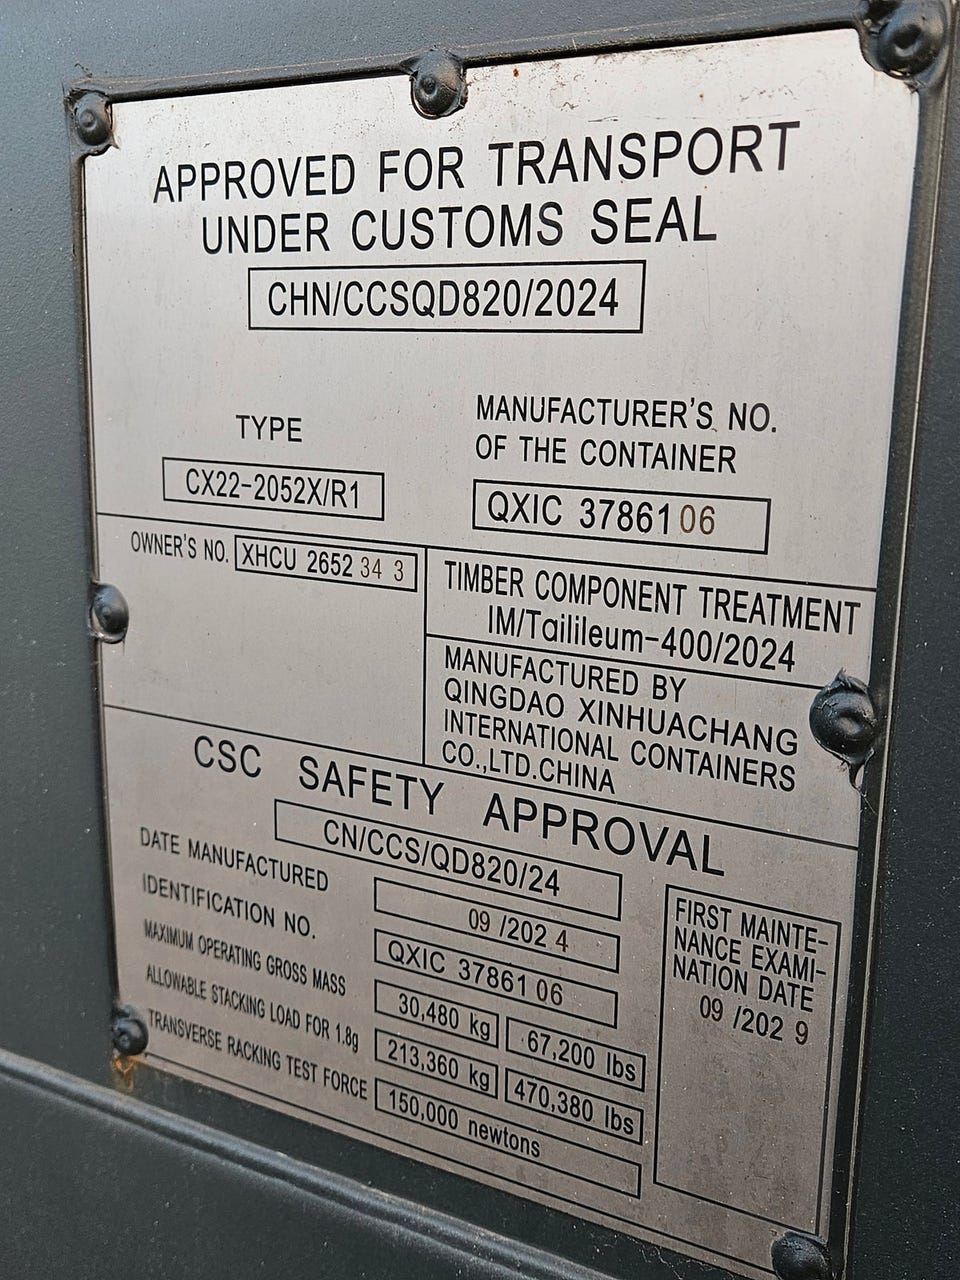 APPROVED FOR TRANSPORT
UNDER CUSTOMS SEAL
CHN/CCSQD820/2024
TYPE
CX22-2052X/R1
MANUFACTURER'S NO.
OF THE CONTAINER
QXIC 3786106
OWNER'S NO. XHCU 2652 34 3
TIMBER COMPONENT TREATMENT
IM/Tailileum-400/2024
MANUFACTURED BY
QINGDAO XINHUACHANG
INTERNATIONAL CONTAINERS
CO.,LTD.CHINA
CSC SAFETY APPROVAL
CN/CCS/QD820/24
DATE MANUFACTURED 09 /202 4
IDENTIFICATION NO. QXIC 37861 06
MAXIMUM OPERATING GROSS MASS 30,480 kg 67,200 lbs
ALLOWABLE STACKING LOAD FOR 1.8g 213,360 kg 470,380 lbs
TRANSVERSE RACKING TEST FORCE 150,000 newtons
FIRST MAINTE-
NANCE EXAMI-
NATION DATE
09 /202 9